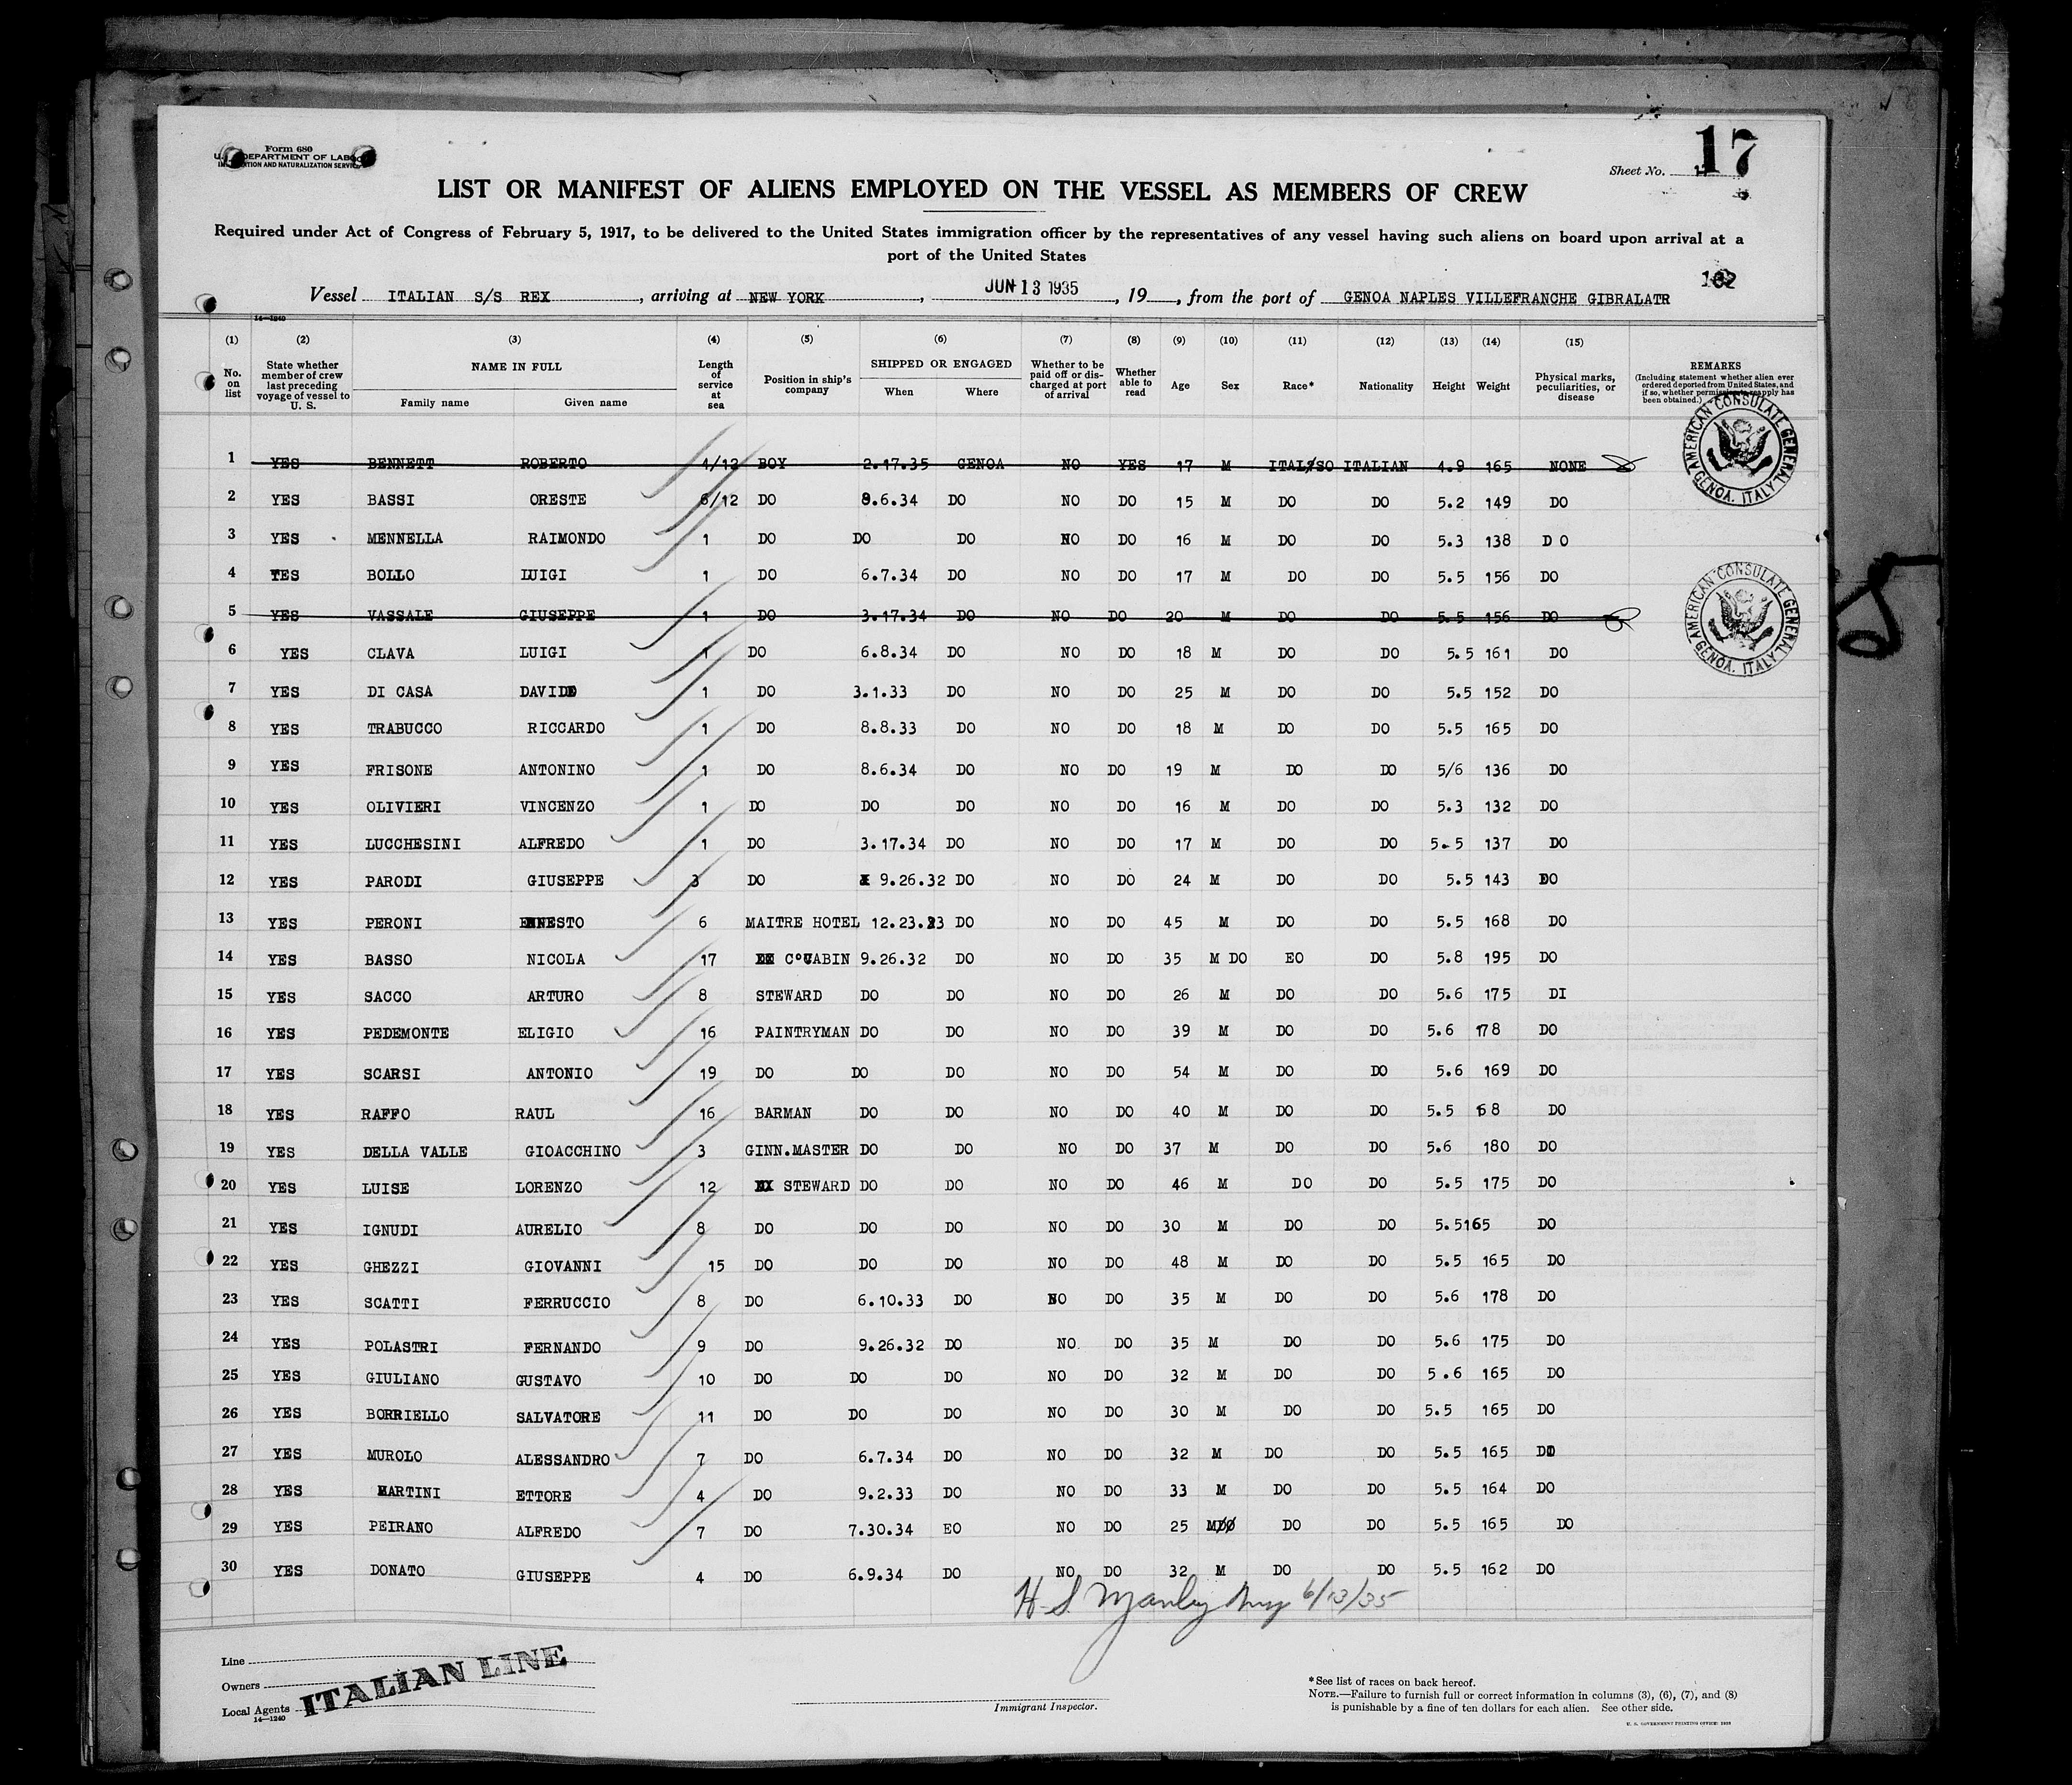 Form 680
U.S. DEPARTMENT OF LABOR
IMMIGRATION AND NATURALIZATION SERVICE
Sheet No. 17
LIST OR MANIFEST OF ALIENS EMPLOYED ON THE VESSEL AS MEMBERS OF CREW
Required under Act of Congress of February 5, 1917, to be delivered to the United States immigration officer by the representatives of any vessel having such aliens on board upon arrival at a
port of the United States
102
Vessel ITALIAN S/S REX, arriving at NEW YORK, JUN 13 1935, 19, from the port of GENOA NAPLES VILLEFRANCHE GIBRALATR
14—1240
(1) (2) (3) (4) (5) (6) (7) (8) (9) (10) (11) (12) (13) (14) (15)
No. on list State whether member of crew last preceding voyage of vessel to U. S. NAME IN FULL Family name Given name Length of service at sea Position in ship's company SHIPPED OR ENGAGED When Where Whether to be paid off or discharged at port of arrival Whether able to read Age Sex Race* Nationality Height Weight Physical marks, peculiarities, or disease REMARKS
(Including statement whether alien ever ordered deported from United States, and if so, whether permission to reapply has been obtained.)
AMERICAN CONSULATE GENERAL GENOA, ITALY
1 YES BENNETT ROBERTO 4/12 BOY 2.17.35 GENOA NO YES 17 M ITAL/SO ITALIAN 4.9 165 NONE
2 YES BASSI ORESTE 6/12 DO 8.6.34 DO NO DO 15 M DO DO 5.2 149 DO
3 YES MENNELLA RAIMONDO 1 DO DO DO NO DO 16 M DO DO 5.3 138 D O
4 YES BOLLO LUIGI 1 DO 6.7.34 DO NO DO 17 M DO DO 5.5 156 DO
5 YES VASSALE GIUSEPPE 1 DO 3.17.34 DO NO DO 20 M DO DO 5.5 156 DO
AMERICAN CONSULATE GENERAL GENOA, ITALY
6 YES CLAVA LUIGI 1 DO 6.8.34 DO NO DO 18 M DO DO 5.5 161 DO
7 YES DI CASA DAVIDE 1 DO 3.1.33 DO NO DO 25 M DO DO 5.5 152 DO
8 YES TRABUCCO RICCARDO 1 DO 8.8.33 DO NO DO 18 M DO DO 5.5 165 DO
9 YES FRISONE ANTONINO 1 DO 8.6.34 DO NO DO 19 M DO DO 5/6 136 DO
10 YES OLIVIERI VINCENZO 1 DO DO DO NO DO 16 M DO DO 5.3 132 DO
11 YES LUCCHESINI ALFREDO 1 DO 3.17.34 DO NO DO 17 M DO DO 5.5 137 DO
12 YES PARODI GIUSEPPE 3 DO 9.26.32 DO NO DO 24 M DO DO 5.5 143 DO
13 YES PERONI ERNESTO 6 MAITRE HOTEL 12.23.33 DO NO DO 45 M DO DO 5.5 168 DO
14 YES BASSO NICOLA 17 C°CABIN 9.26.32 DO NO DO 35 M DO EO DO 5.8 195 DO
15 YES SACCO ARTURO 8 STEWARD DO DO NO DO 26 M DO DO 5.6 175 DI
16 YES PEDEMONTE ELIGIO 16 PAINTRYMAN DO DO NO DO 39 M DO DO 5.6 178 DO
17 YES SCARSI ANTONIO 19 DO DO DO NO DO 54 M DO DO 5.6 169 DO
18 YES RAFFO RAUL 16 BARMAN DO DO NO DO 40 M DO DO 5.5 68 DO
19 YES DELLA VALLE GIOACCHINO 3 GINN.MASTER DO DO NO DO 37 M DO DO 5.6 180 DO
20 YES LUISE LORENZO 12 STEWARD DO DO NO DO 46 M DO DO 5.5 175 DO
21 YES IGNUDI AURELIO 8 DO DO DO NO DO 30 M DO DO 5.5165 DO
22 YES GHEZZI GIOVANNI 15 DO DO DO NO DO 48 M DO DO 5.5 165 DO
23 YES SCATTI FERRUCCIO 8 DO 6.10.33 DO NO DO 35 M DO DO 5.6 178 DO
24 YES POLASTRI FERNANDO 9 DO 9.26.32 DO NO. DO 35 M DO DO 5.6 175 DO
25 YES GIULIANO GUSTAVO 10 DO DO DO NO DO 32 M DO DO 5.6 165 DO
26 YES BORRIELLO SALVATORE 11 DO DO DO NO DO 30 M DO DO 5.5 165 DO
27 YES MUROLO ALESSANDRO 7 DO 6.7.34 DO NO DO 32 M DO DO 5.5 165 DO
28 YES MARTINI ETTORE 4 DO 9.2.33 DO NO DO 33 M DO DO 5.5 164 DO
29 YES PEIRANO ALFREDO 7 DO 7.30.34 EO NO DO 25 M DO DO 5.5 165 DO
30 YES DONATO GIUSEPPE 4 DO 6.9.34 DO NO DO 32 M DO DO 5.5 162 DO
H. S. Manley 6/13/35
Line
Owners
Local Agents ITALIAN LINE
14—1240
Immigrant Inspector.
*See list of races on back hereof.
NOTE.—Failure to furnish full or correct information in columns (3), (6), (7), and (8)
is punishable by a fine of ten dollars for each alien. See other side.
U. S. GOVERNMENT PRINTING OFFICE: 1933